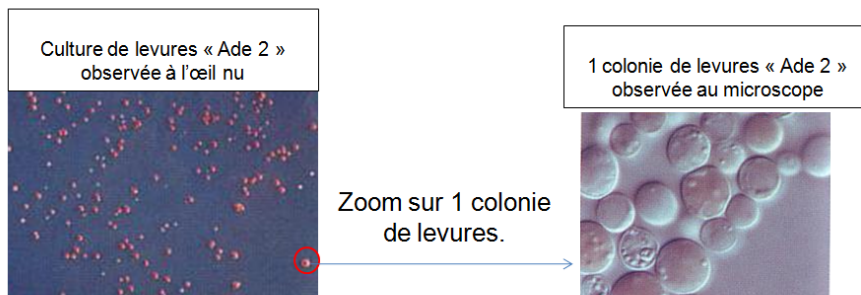 Culture de levures « Ade 2 »
observée à l’œil nu
1 colonie de levures « Ade 2 »
observée au microscope
Zoom sur 1 colonie
de levures.